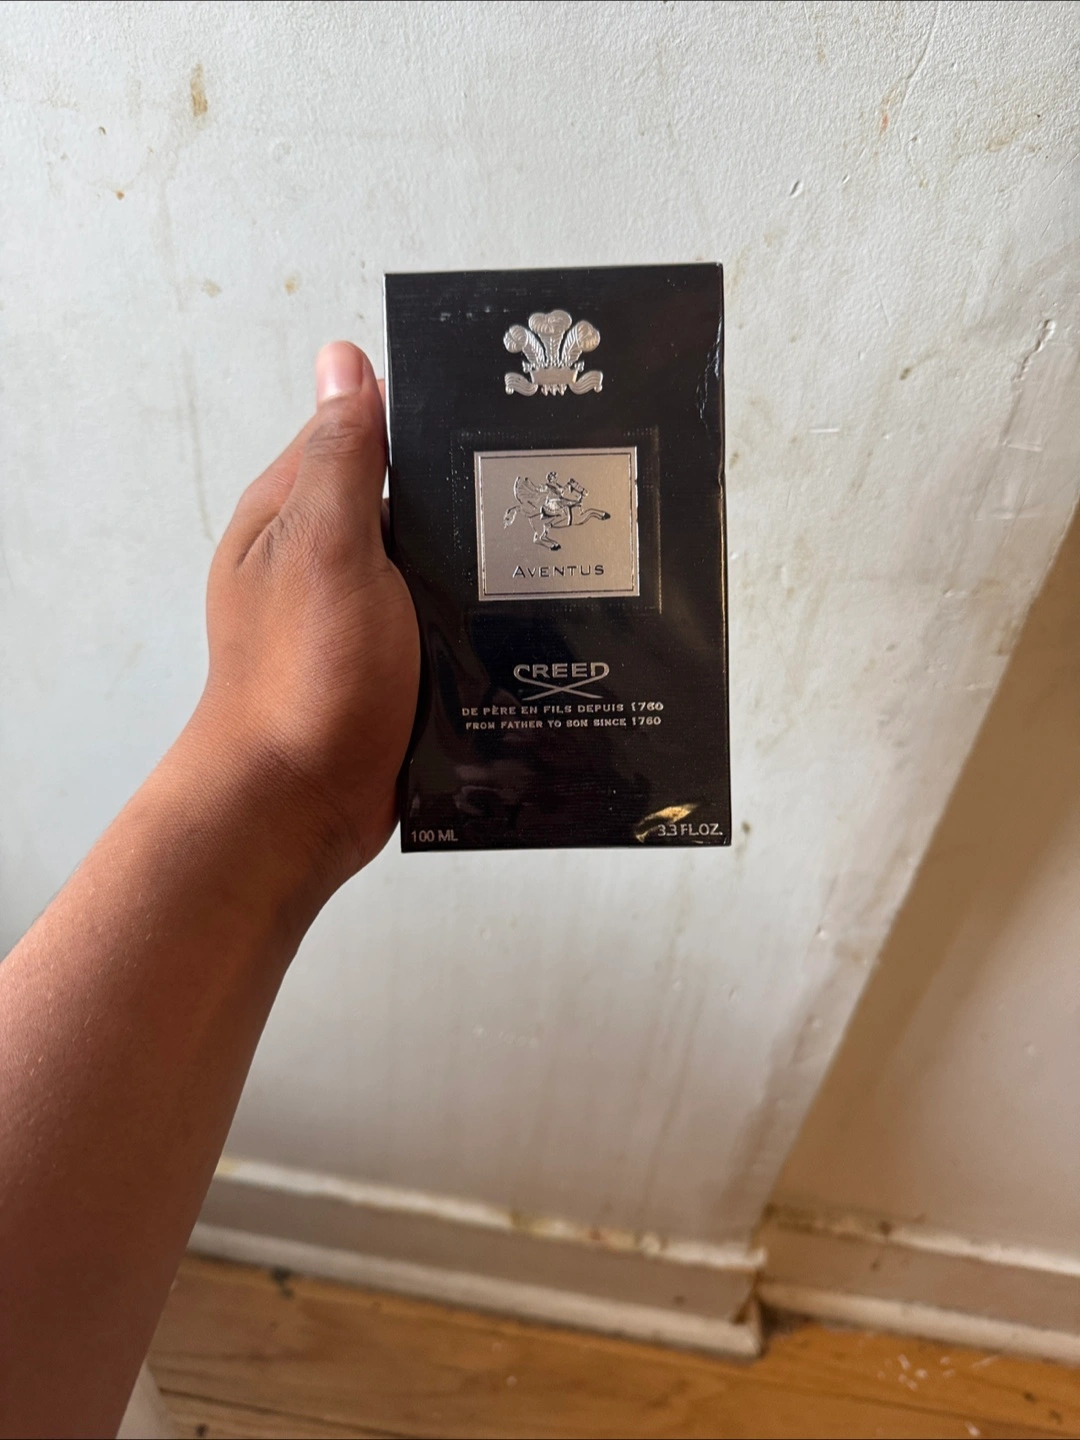 AVENTUS
CREED
DE PÈRE EN FILS DEPUIS 1760
FROM FATHER TO SON SINCE 1760
100 ML
3.3 FL.OZ.